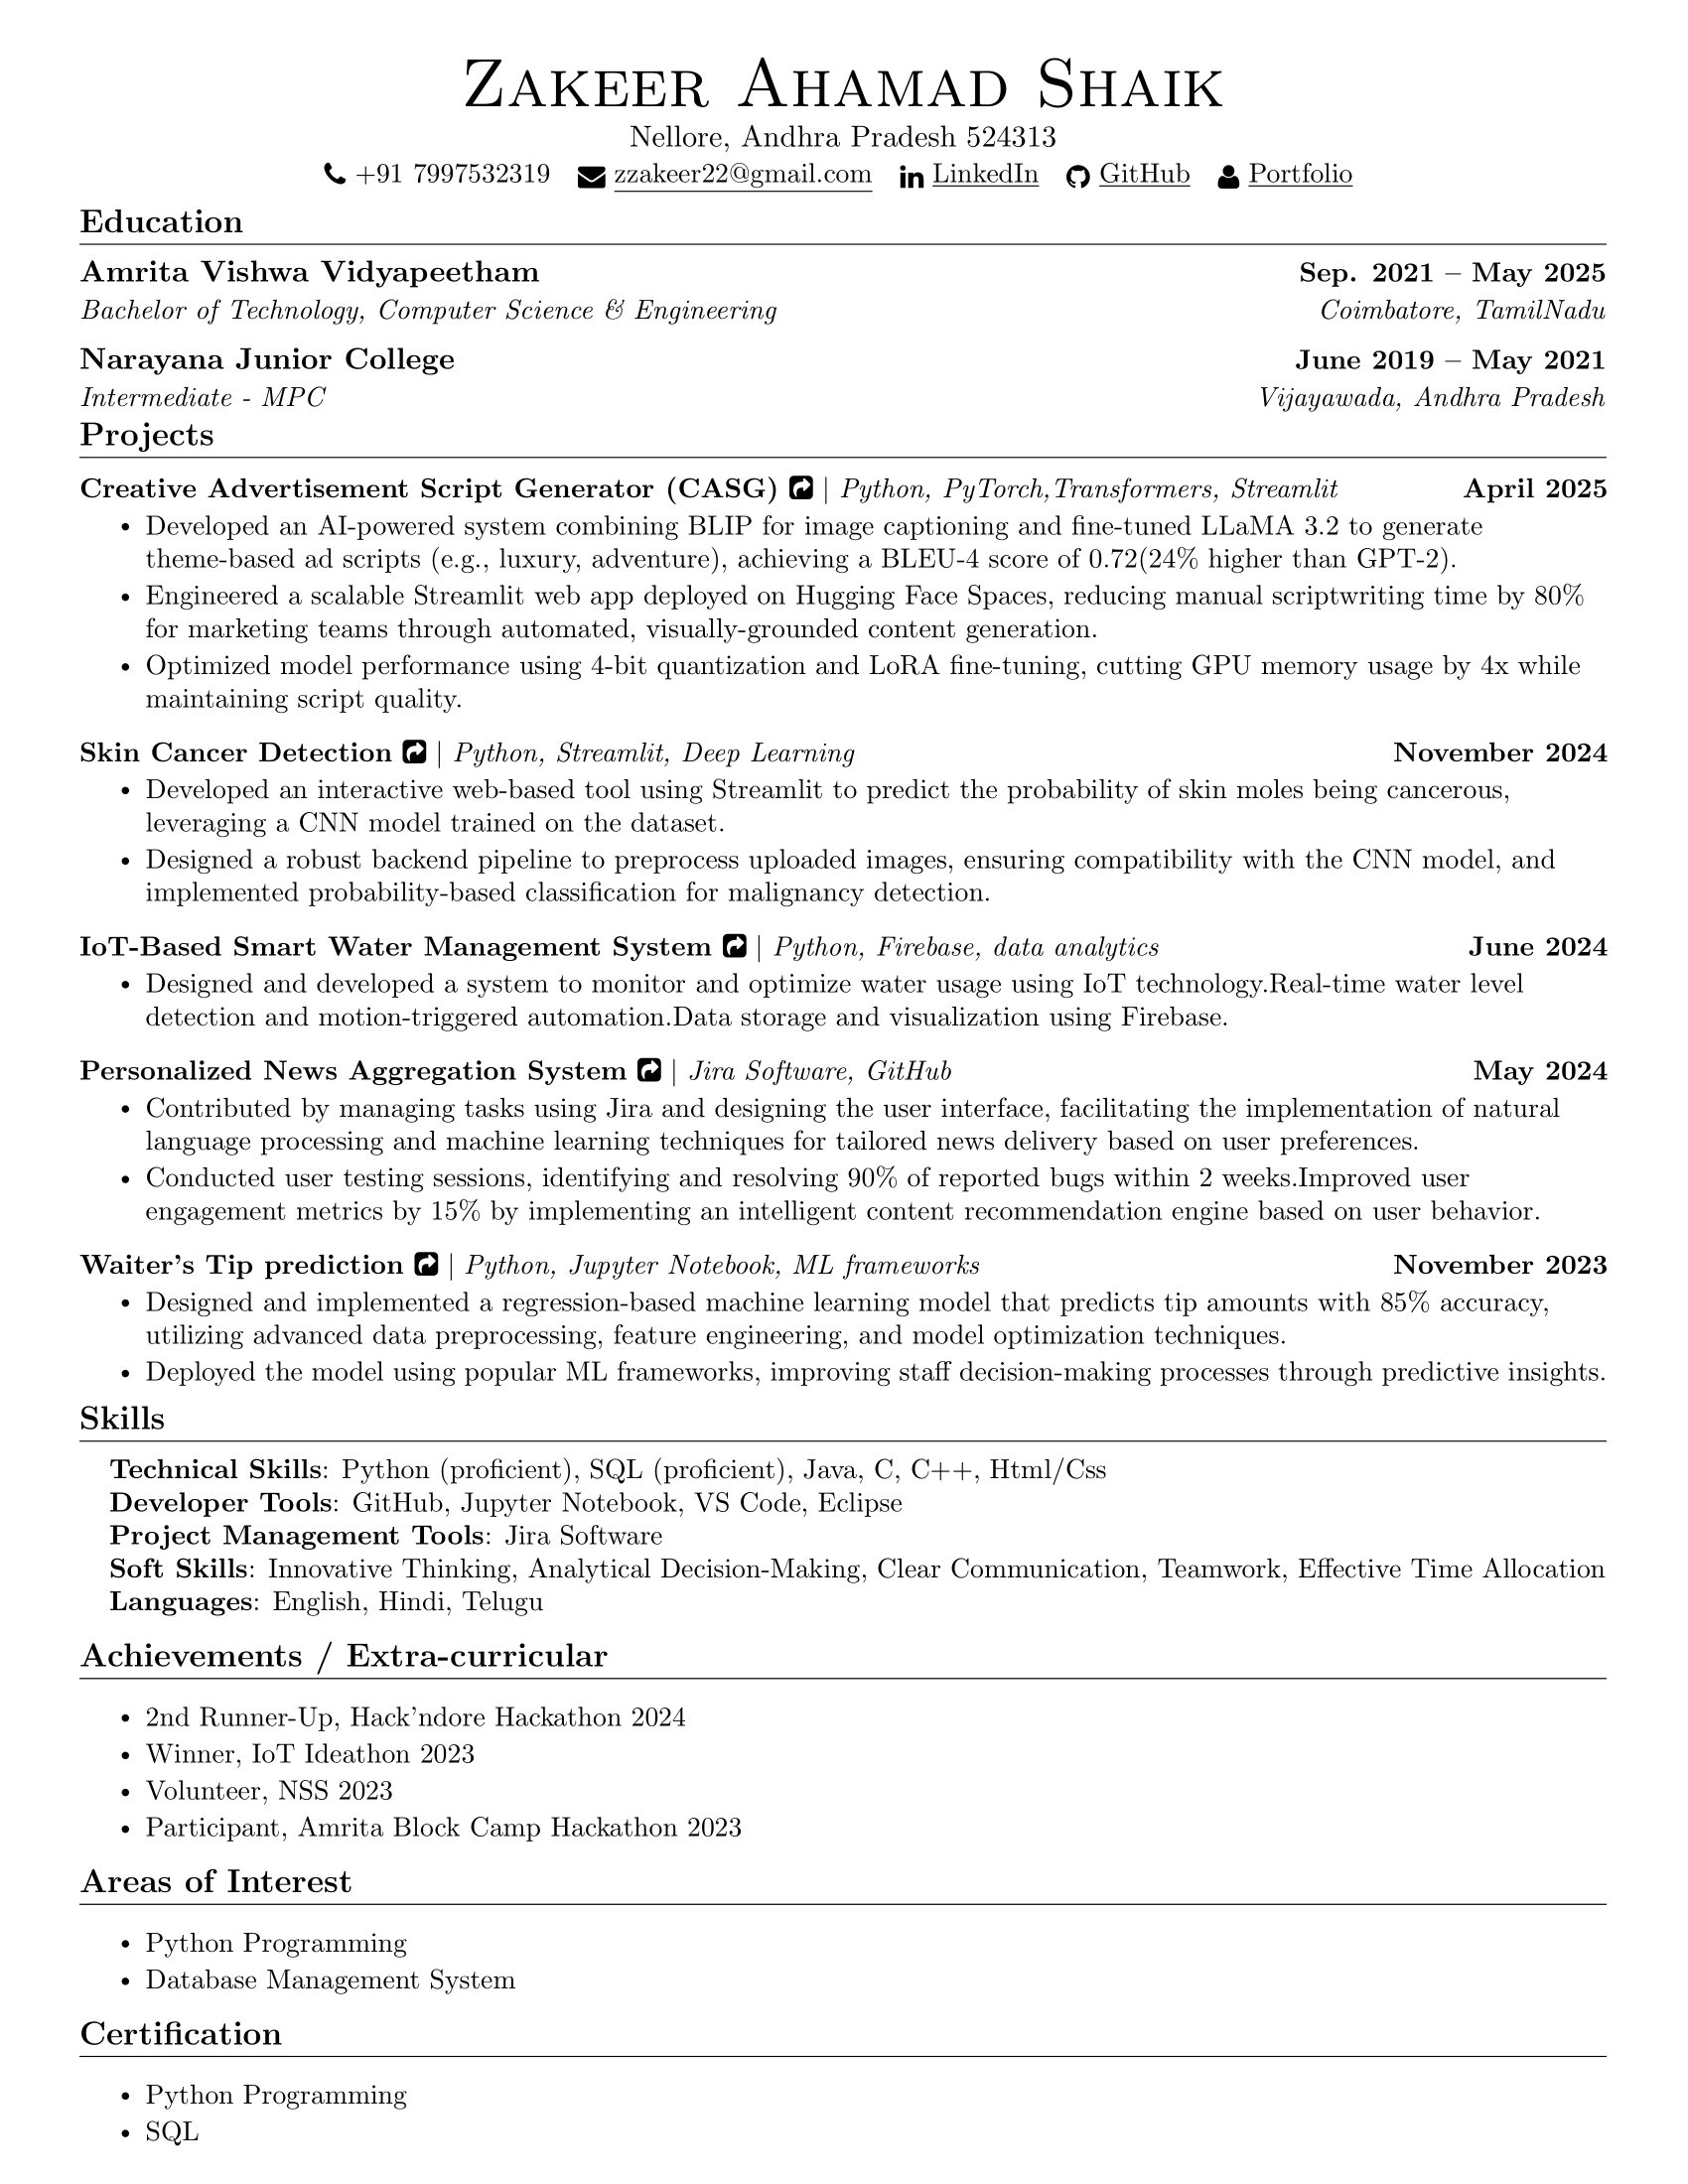 Zakeer Ahamad Shaik
Nellore, Andhra Pradesh 524313
+91 7997532319 zzakeer22@gmail.com LinkedIn GitHub Portfolio
Education
Amrita Vishwa Vidyapeetham Sep. 2021 – May 2025
Bachelor of Technology, Computer Science & Engineering Coimbatore, TamilNadu
Narayana Junior College June 2019 – May 2021
Intermediate - MPC Vijayawada, Andhra Pradesh
Projects
Creative Advertisement Script Generator (CASG) | Python, PyTorch,Transformers, Streamlit April 2025
• Developed an AI-powered system combining BLIP for image captioning and fine-tuned LLaMA 3.2 to generate
theme-based ad scripts (e.g., luxury, adventure), achieving a BLEU-4 score of 0.72(24% higher than GPT-2).
• Engineered a scalable Streamlit web app deployed on Hugging Face Spaces, reducing manual scriptwriting time by 80%
for marketing teams through automated, visually-grounded content generation.
• Optimized model performance using 4-bit quantization and LoRA fine-tuning, cutting GPU memory usage by 4x while
maintaining script quality.
Skin Cancer Detection | Python, Streamlit, Deep Learning November 2024
• Developed an interactive web-based tool using Streamlit to predict the probability of skin moles being cancerous,
leveraging a CNN model trained on the dataset.
• Designed a robust backend pipeline to preprocess uploaded images, ensuring compatibility with the CNN model, and
implemented probability-based classification for malignancy detection.
IoT-Based Smart Water Management System | Python, Firebase, data analytics June 2024
• Designed and developed a system to monitor and optimize water usage using IoT technology.Real-time water level
detection and motion-triggered automation.Data storage and visualization using Firebase.
Personalized News Aggregation System | Jira Software, GitHub May 2024
• Contributed by managing tasks using Jira and designing the user interface, facilitating the implementation of natural
language processing and machine learning techniques for tailored news delivery based on user preferences.
• Conducted user testing sessions, identifying and resolving 90% of reported bugs within 2 weeks.Improved user
engagement metrics by 15% by implementing an intelligent content recommendation engine based on user behavior.
Waiter's Tip prediction | Python, Jupyter Notebook, ML frameworks November 2023
• Designed and implemented a regression-based machine learning model that predicts tip amounts with 85% accuracy,
utilizing advanced data preprocessing, feature engineering, and model optimization techniques.
• Deployed the model using popular ML frameworks, improving staff decision-making processes through predictive insights.
Skills
Technical Skills: Python (proficient), SQL (proficient), Java, C, C++, Html/Css
Developer Tools: GitHub, Jupyter Notebook, VS Code, Eclipse
Project Management Tools: Jira Software
Soft Skills: Innovative Thinking, Analytical Decision-Making, Clear Communication, Teamwork, Effective Time Allocation
Languages: English, Hindi, Telugu
Achievements / Extra-curricular
• 2nd Runner-Up, Hack'ndore Hackathon 2024
• Winner, IoT Ideathon 2023
• Volunteer, NSS 2023
• Participant, Amrita Block Camp Hackathon 2023
Areas of Interest
• Python Programming
• Database Management System
Certification
• Python Programming
• SQL